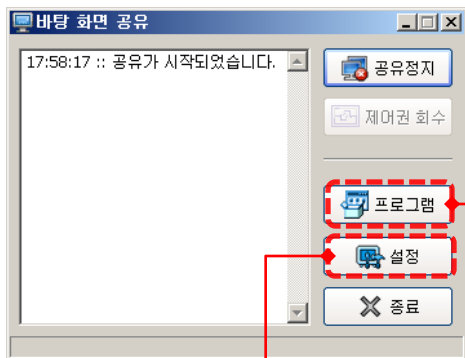 바탕 화면 공유
17:58:17 :: 공유가 시작되었습니다.
공유정지
제어권 회수
프로그램
설정
종료